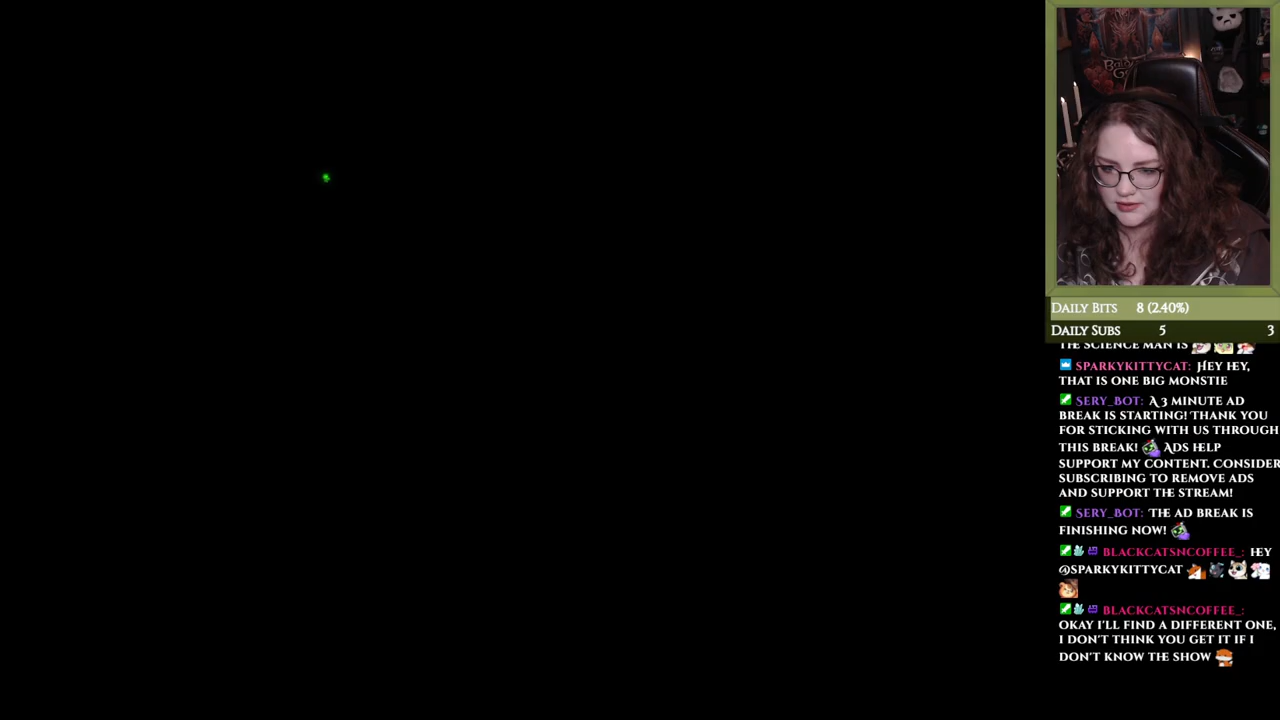 DAILY BITS 8 (2.40%)
DAILY SUBS 5 3
THE SCIENCE MAN IS
SPARKYKITTYCAT: HEY HEY,
THAT IS ONE BIG MONSTIE
SERY_BOT: A 3 MINUTE AD
BREAK IS STARTING! THANK YOU
FOR STICKING WITH US THROUGH
THIS BREAK! ADS HELP
SUPPORT MY CONTENT. CONSIDER
SUBSCRIBING TO REMOVE ADS
AND SUPPORT THE STREAM!
SERY_BOT: THE AD BREAK IS
FINISHING NOW!
BLACKCATSNCOFFEE_: HEY
@SPARKYKITTYCAT
BLACKCATSNCOFFEE_:
OKAY I'LL FIND A DIFFERENT ONE,
I DON'T THINK YOU GET IT IF I
DON'T KNOW THE SHOW